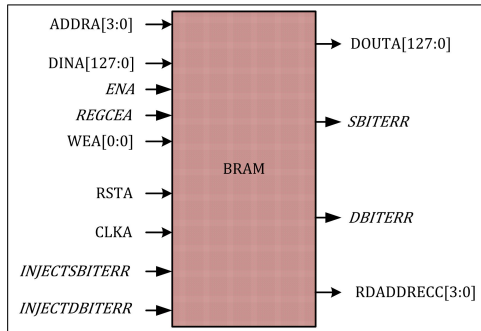 ADDRA[3:0]
DINA[127:0]
ENA
REGCEA
WEA[0:0]
RSTA
CLKA
INJECTSBITERR
INJECTDBITERR
BRAM
DOUTA[127:0]
SBITERR
DBITERR
RDADDRECC[3:0]